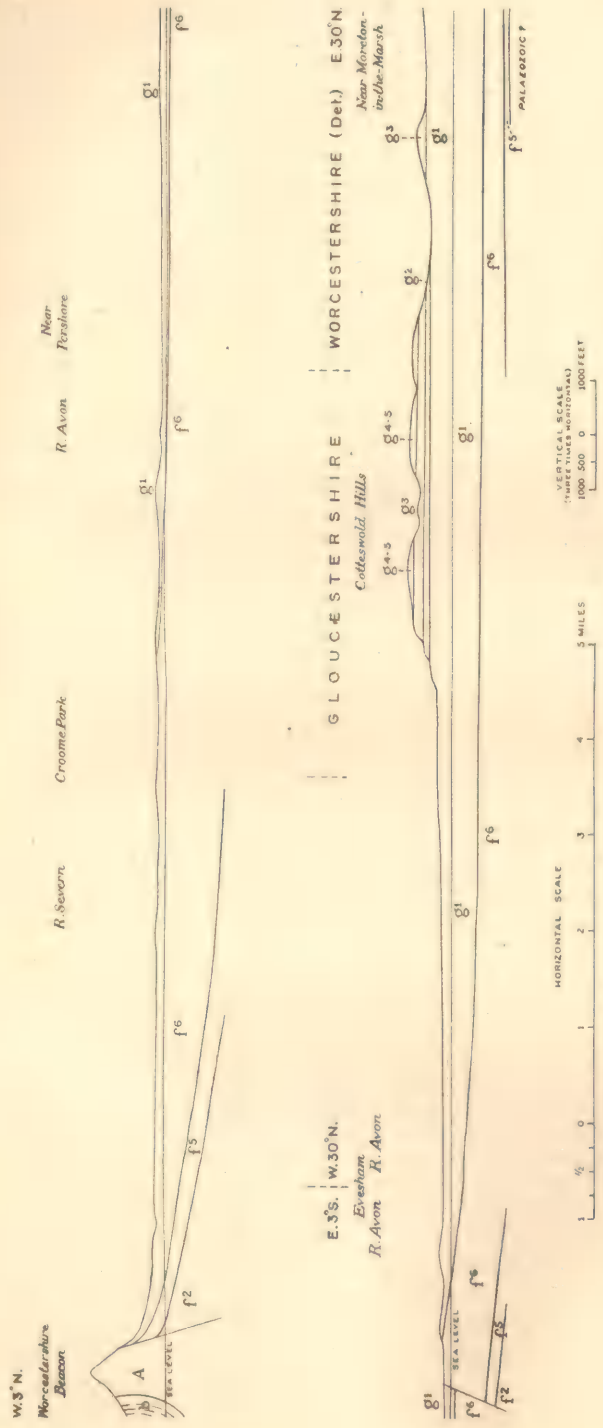 W. 3° N.
Worcestershire
Beacon
R. Severn
Croome Park
R. Avon
Near
Pershore
A
SEA LEVEL
f2
f5
f6
g1
f6
g1
f6
E. 3° S.
W. 30° N.
Evesham
R. Avon
R. Avon
GLOUCESTERSHIRE
Cotteswold Hills
WORCESTERSHIRE (Det.)
E. 30° N.
Near Moreton-
in-the-Marsh
g1
f6
SEA LEVEL
f2
f5
f6
g1
f6
g4-5
g3
g4-5
g1
g2
f6
g3
g1
f5
PALAEOZOIC ?
HORIZONTAL SCALE
1 ½ 0 1 2 3 4 5 MILES
VERTICAL SCALE
(THREE TIMES HORIZONTAL)
1000 500 0 1000 FEET